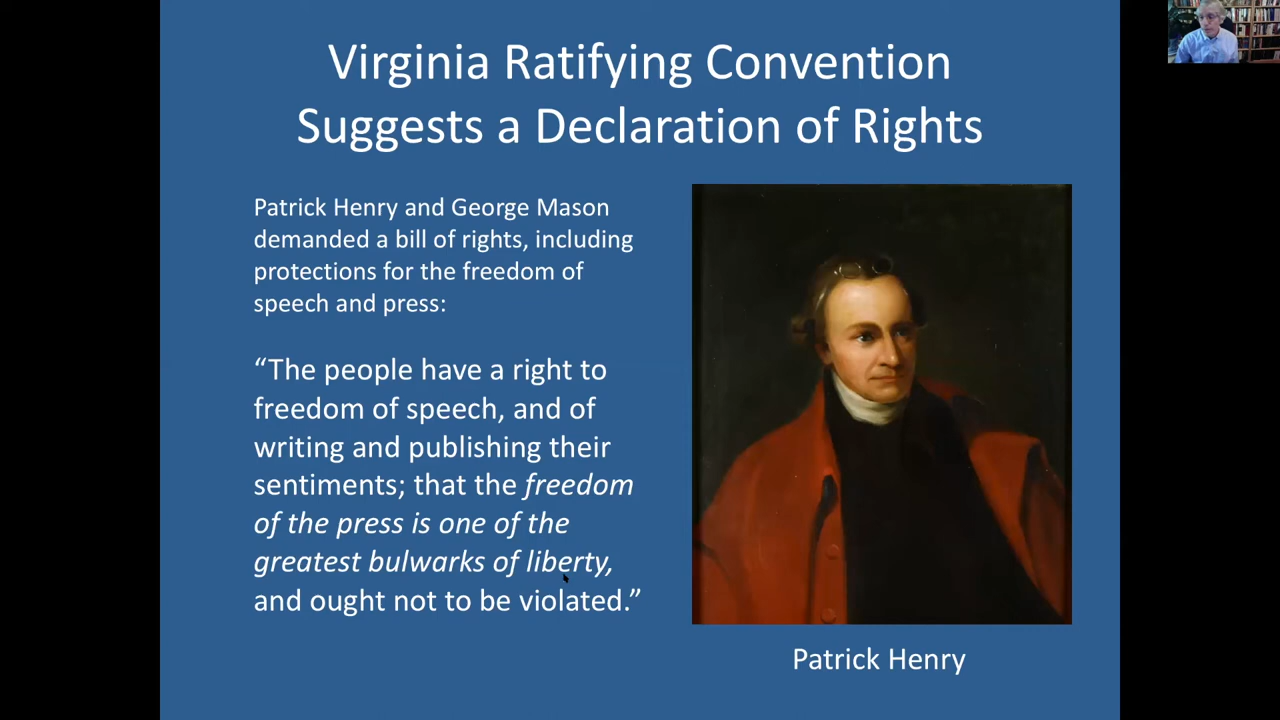 Virginia Ratifying Convention
Suggests a Declaration of Rights
Patrick Henry and George Mason
demanded a bill of rights, including
protections for the freedom of
speech and press:
“The people have a right to
freedom of speech, and of
writing and publishing their
sentiments; that the freedom
of the press is one of the
greatest bulwarks of liberty,
and ought not to be violated.”
Patrick Henry